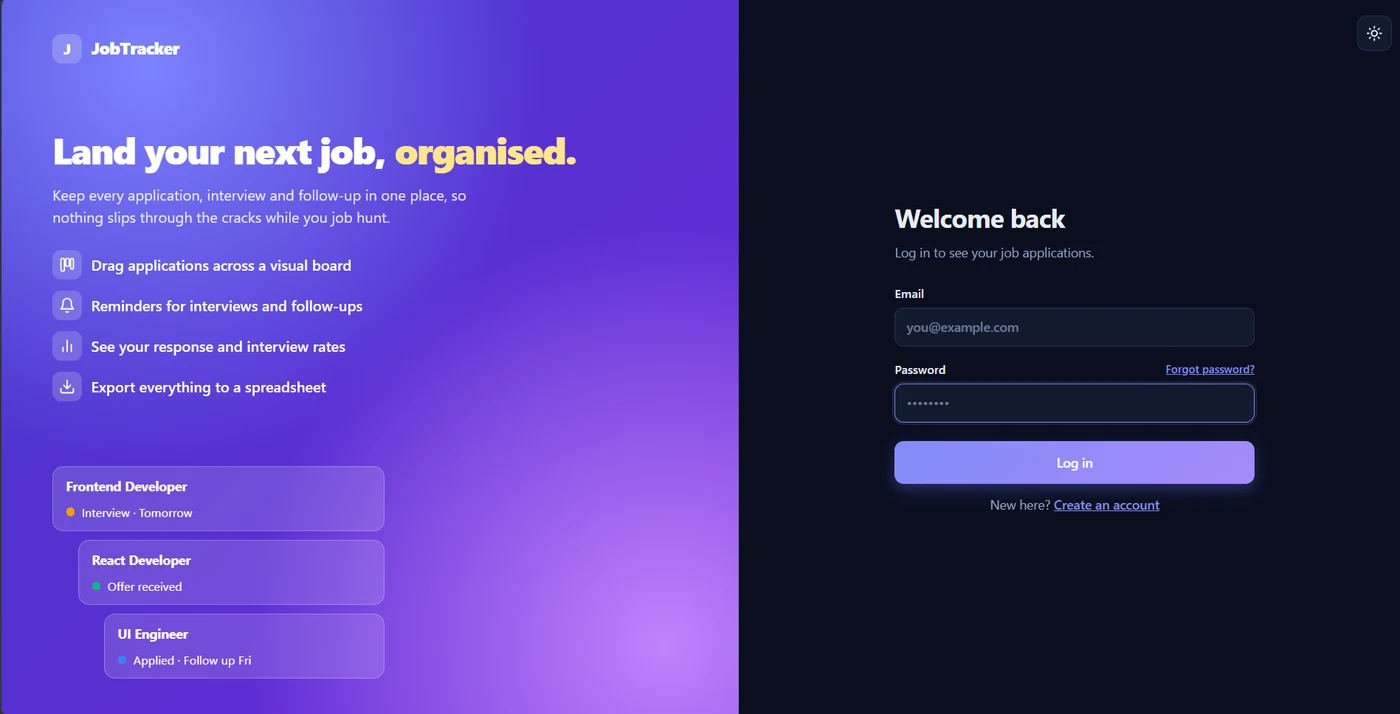 J JobTracker
Land your next job, organised.
Keep every application, interview and follow-up in one place, so
nothing slips through the cracks while you job hunt.
Drag applications across a visual board
Reminders for interviews and follow-ups
See your response and interview rates
Export everything to a spreadsheet
Frontend Developer
Interview · Tomorrow
React Developer
Offer received
UI Engineer
Applied · Follow up Fri
Welcome back
Log in to see your job applications.
Email
you@example.com
Password Forgot password?
••••••••
Log in
New here? Create an account